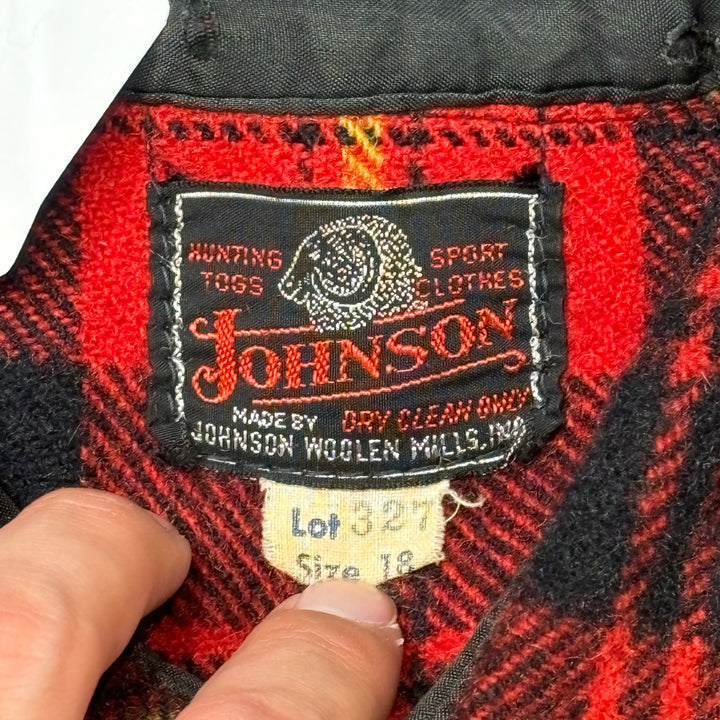 HUNTING SPORT
TOGS CLOTHES
JOHNSON
MADE BY DRY CLEAN ONLY
JOHNSON WOOLEN MILLS, INC
Lot 327
Size 18